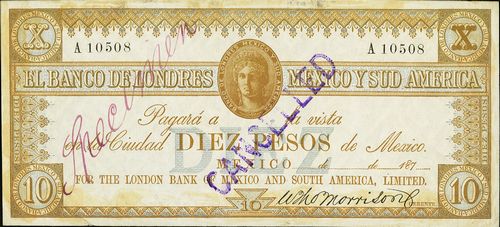 X X
A 10508 A 10508
EL BANCO DE LONDRES MEXICO Y SUD AMERICA
Specimen
CANCELLED
Pagará a la vista
en esta Ciudad DIEZ PESOS de Mexico.
DIEZ
MEXICO de de 187
FOR THE LONDON BANK OF MEXICO AND SOUTH AMERICA, LIMITED.
10 10 10